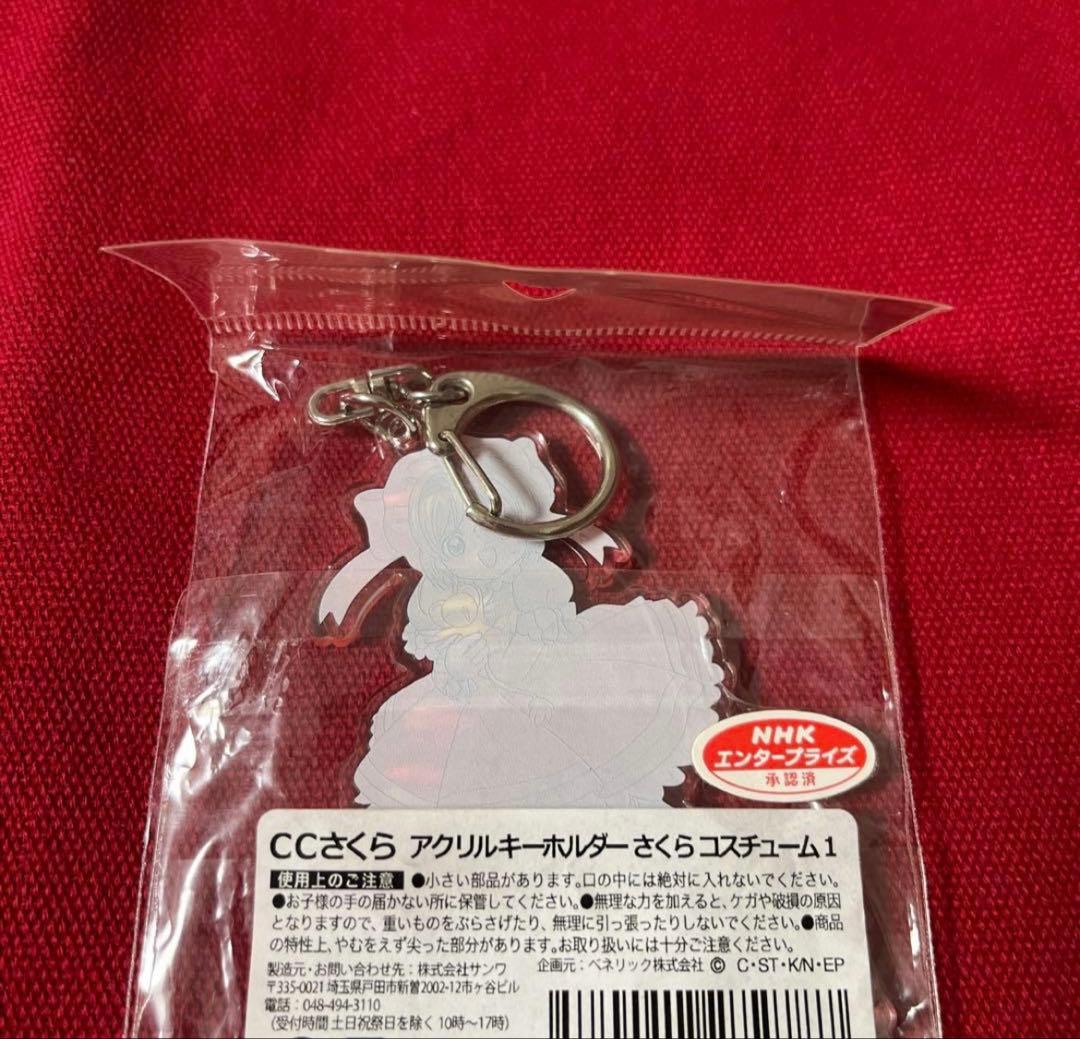 NHK
エンタープライズ
承認済
CCさくら アクリルキーホルダー さくら コスチューム1
使用上のご注意 ●小さい部品があります。口の中には絶対に入れないでください。
●お子様の手の届かない所に保管してください。●無理な力を加えると、ケガや破損の原因
となりますので、重いものをぶらさげたり、無理に引っ張ったりしないでください。●商品
の特性上、やむをえず尖った部分があります。お取り扱いには十分ご注意ください。
製造元・お問い合わせ先：株式会社サンワ 企画元：ベネリック株式会社 © C・ST・K/N・EP
〒335-0021 埼玉県戸田市新曽2002-12市ヶ谷ビル
電話：048-494-3110
（受付時間 土日祝祭日を除く 10時～17時）